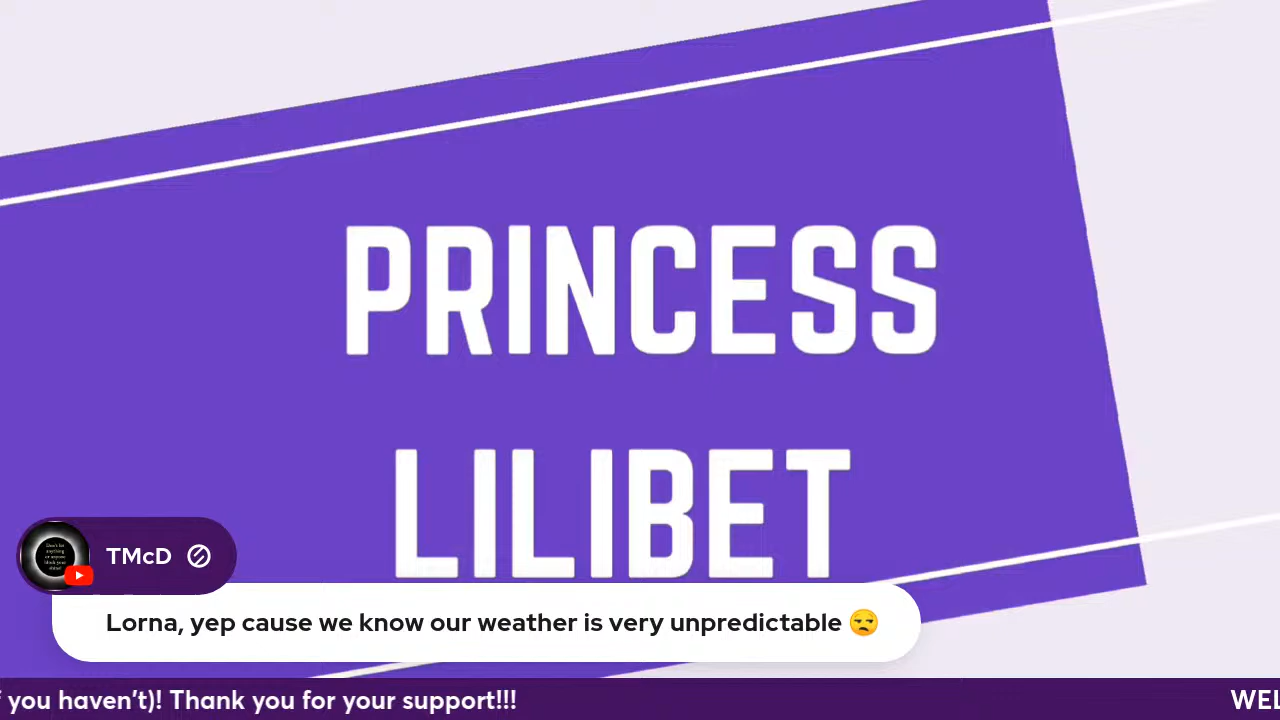 PRINCESS
LILIBET
TMcD
Lorna, yep cause we know our weather is very unpredictable 😒
you haven't)! Thank you for your support!!!
WEL